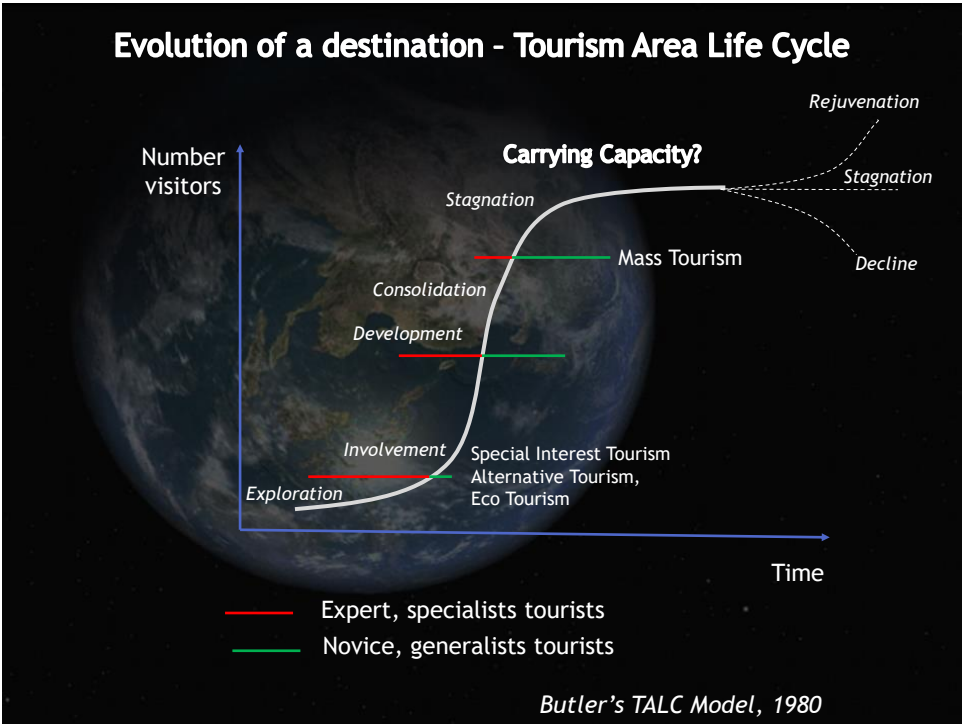 Evolution of a destination – Tourism Area Life Cycle
Rejuvenation
Number
visitors
Carrying Capacity?
Stagnation
Stagnation
Mass Tourism
Decline
Consolidation
Development
Involvement
Special Interest Tourism
Alternative Tourism,
Eco Tourism
Exploration
Time
Expert, specialists tourists
Novice, generalists tourists
Butler’s TALC Model, 1980